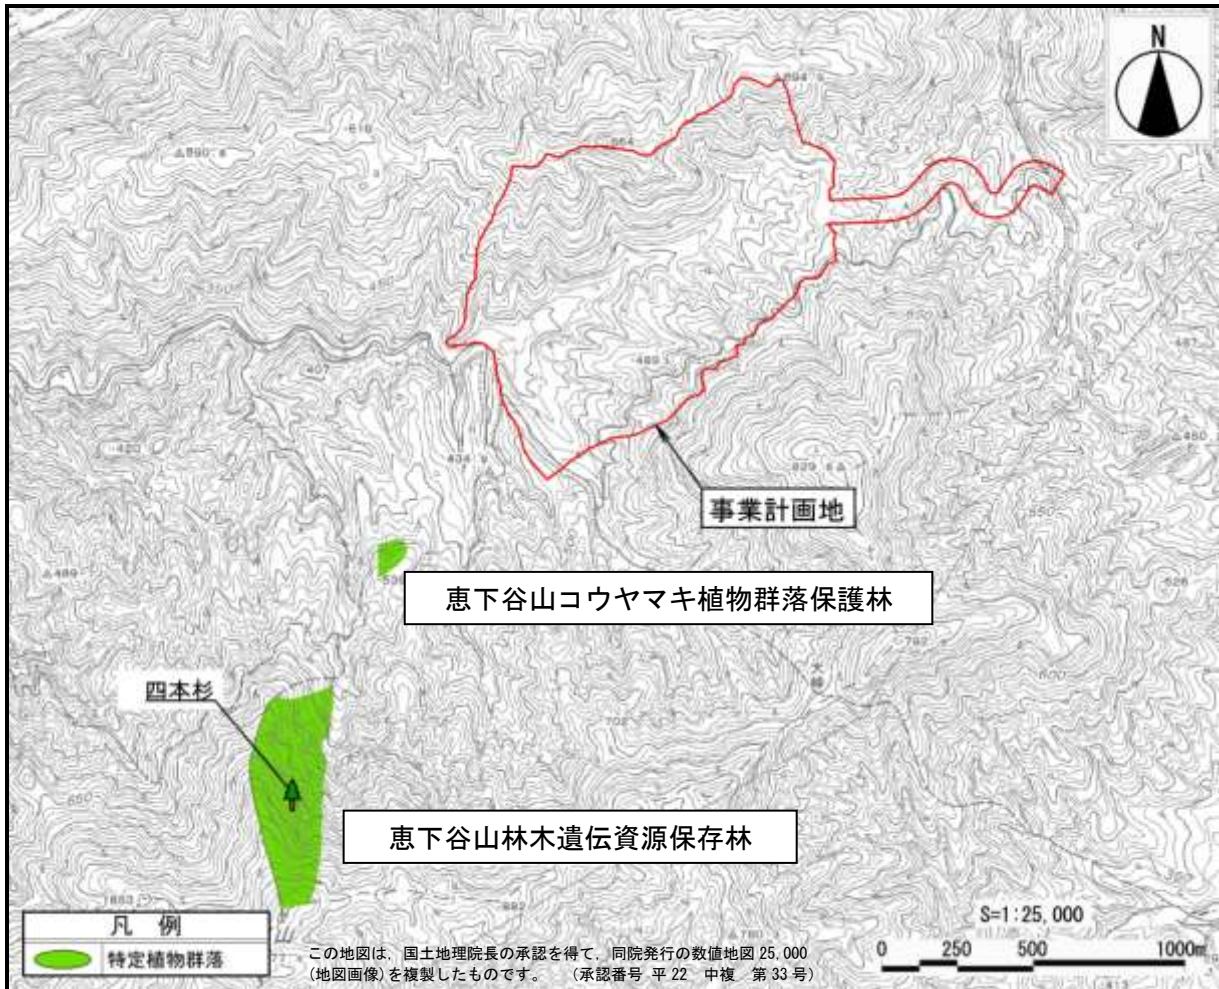 N
事業計画地
恵下谷山コウヤマキ植物群落保護林
四本杉
恵下谷山林木遺伝資源保存林
凡 例
特定植物群落
この地図は，国土地理院長の承認を得て，同院発行の数値地図 25,000
(地図画像)を複製したものです。 （承認番号 平 22 中複 第 33 号）
S=1:25,000
0 250 500 1000m